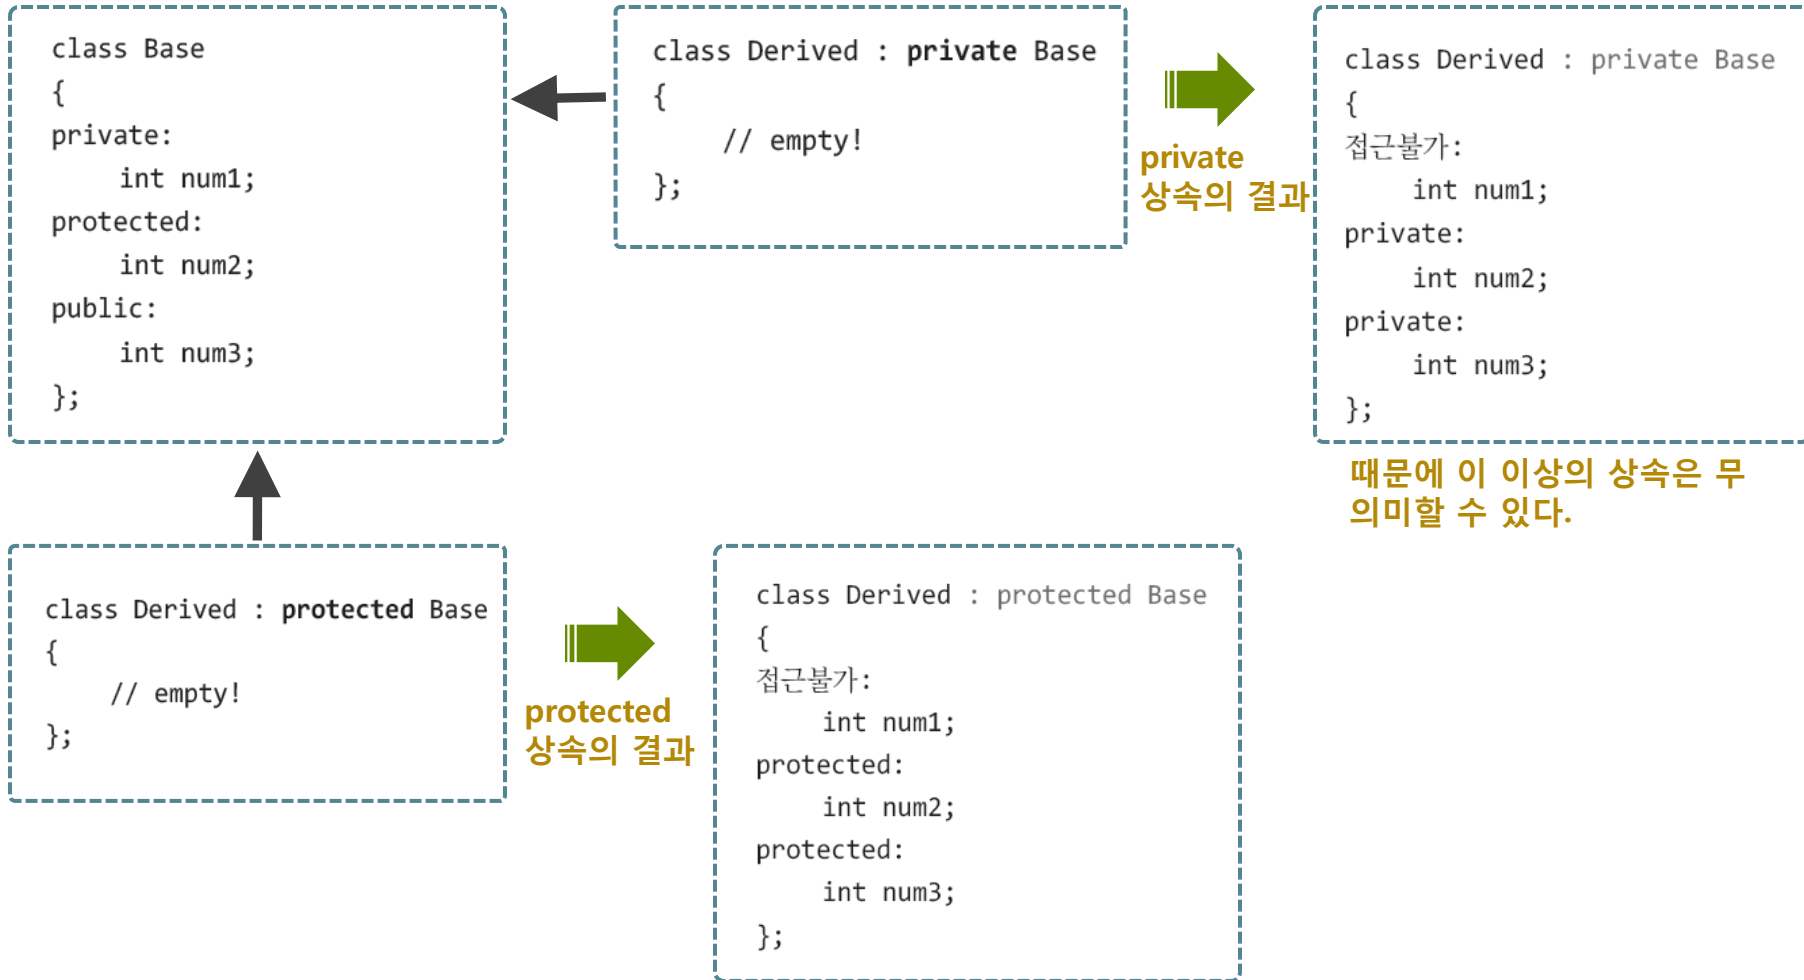 class Base
{
private:
int num1;
protected:
int num2;
public:
int num3;
};
class Derived : private Base
{
// empty!
};
private
상속의 결과
class Derived : private Base
{
접근불가:
int num1;
private:
int num2;
private:
int num3;
};
때문에 이 이상의 상속은 무
의미할 수 있다.
class Derived : protected Base
{
// empty!
};
protected
상속의 결과
class Derived : protected Base
{
접근불가:
int num1;
protected:
int num2;
protected:
int num3;
};